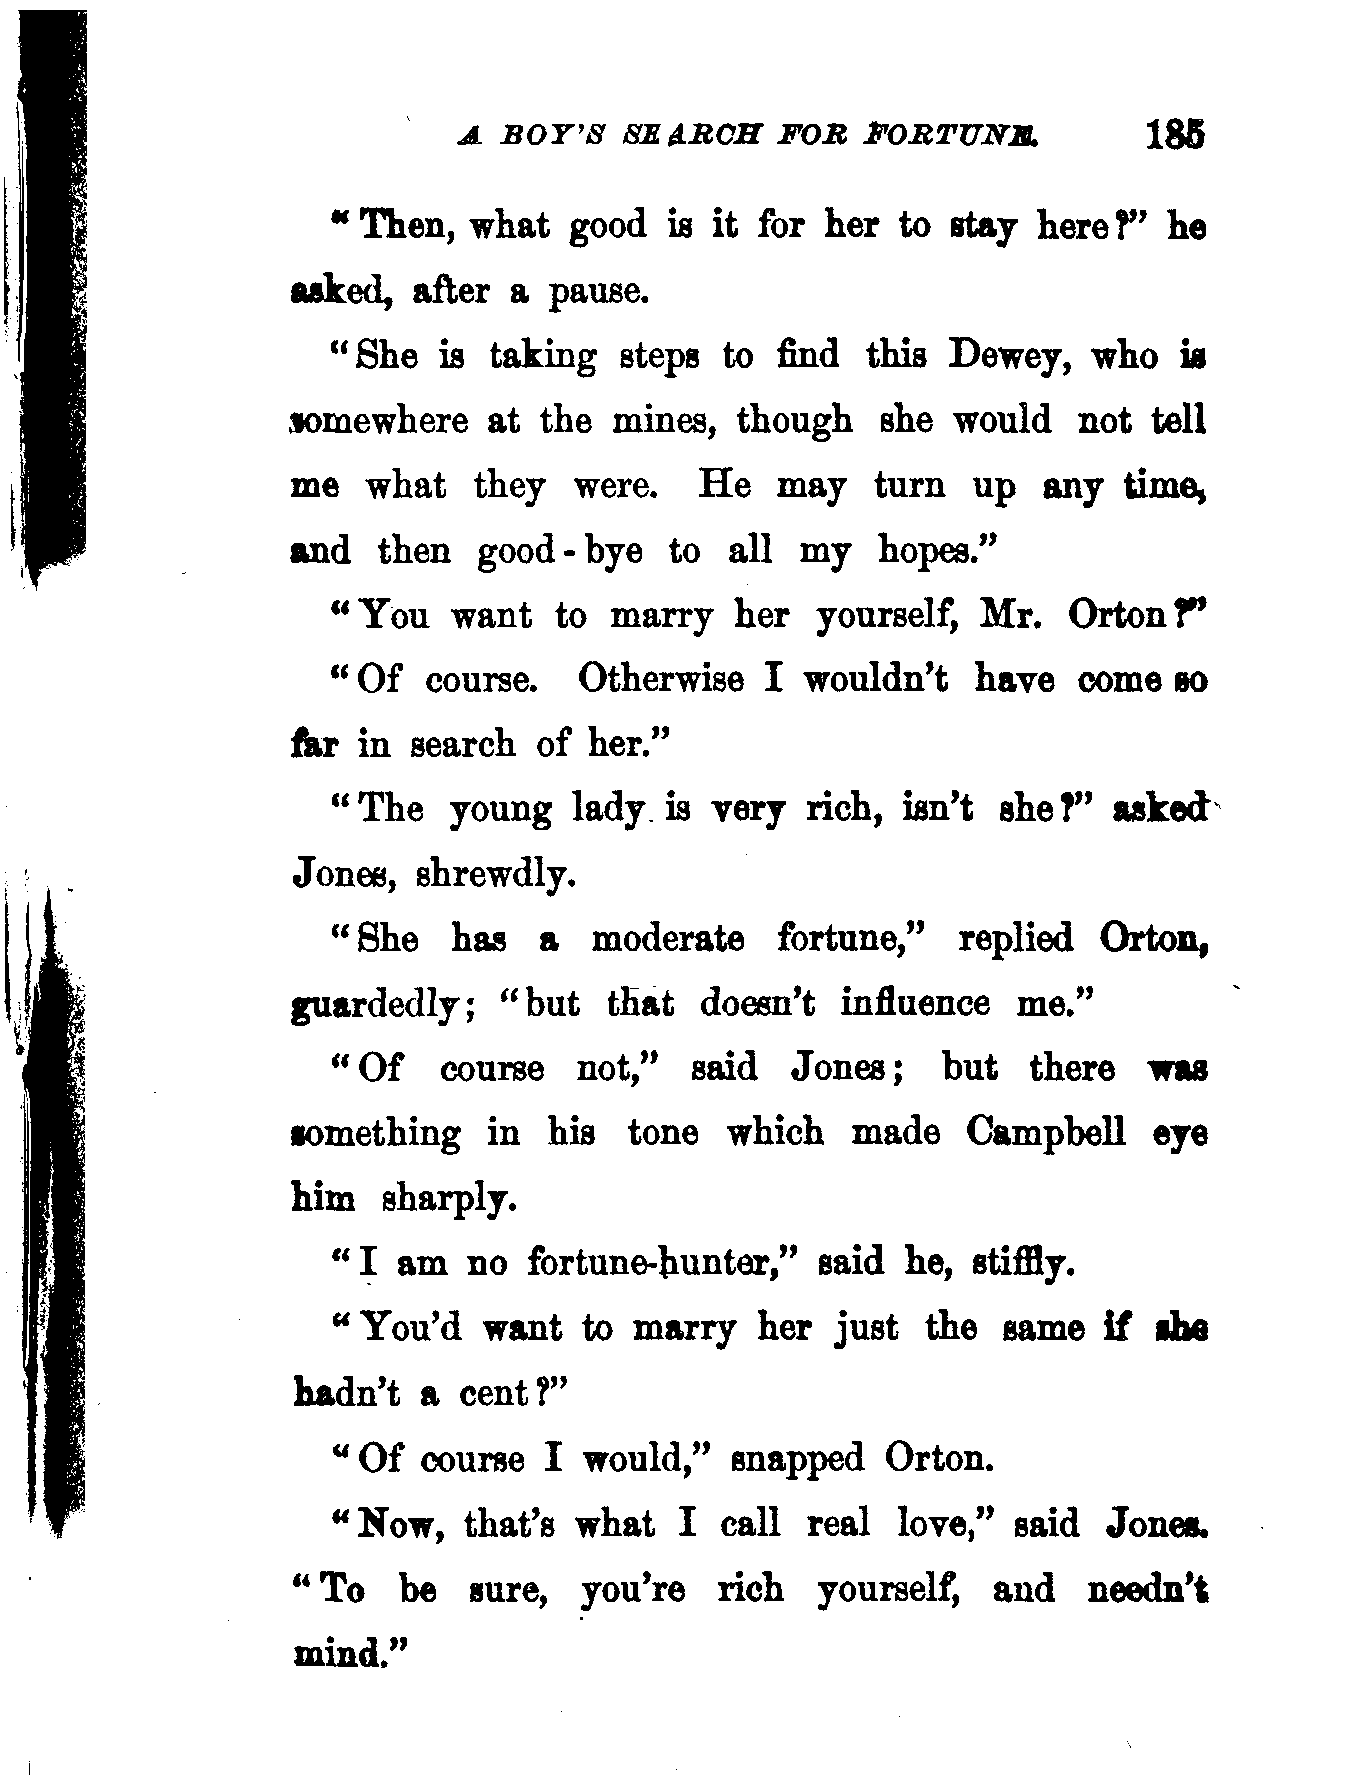 A BOY'S SEARCH FOR FORTUNE. 185
"Then, what good is it for her to stay here?" he
asked, after a pause.
"She is taking steps to find this Dewey, who is
somewhere at the mines, though she would not tell
me what they were. He may turn up any time,
and then good-bye to all my hopes."
"You want to marry her yourself, Mr. Orton?"
"Of course. Otherwise I wouldn't have come so
far in search of her."
"The young lady is very rich, isn't she?" asked
Jones, shrewdly.
"She has a moderate fortune," replied Orton,
guardedly; "but that doesn't influence me."
"Of course not," said Jones; but there was
something in his tone which made Campbell eye
him sharply.
"I am no fortune-hunter," said he, stiffly.
"You'd want to marry her just the same if she
hadn't a cent?"
"Of course I would," snapped Orton.
"Now, that's what I call real love," said Jones.
"To be sure, you're rich yourself, and needn't
mind."